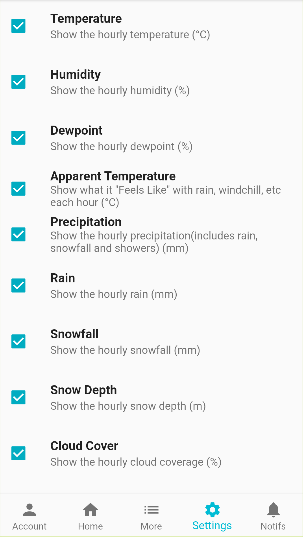 Temperature
Show the hourly temperature (°C)
Humidity
Show the hourly humidity (%)
Dewpoint
Show the hourly dewpoint (%)
Apparent Temperature
Show what it "Feels Like" with rain, windchill, etc
each hour (°C)
Precipitation
Show the hourly precipitation(includes rain,
snowfall and showers) (mm)
Rain
Show the hourly rain (mm)
Snowfall
Show the hourly snowfall (mm)
Snow Depth
Show the hourly snow depth (m)
Cloud Cover
Show the hourly cloud coverage (%)
Account Home More Settings Notifs